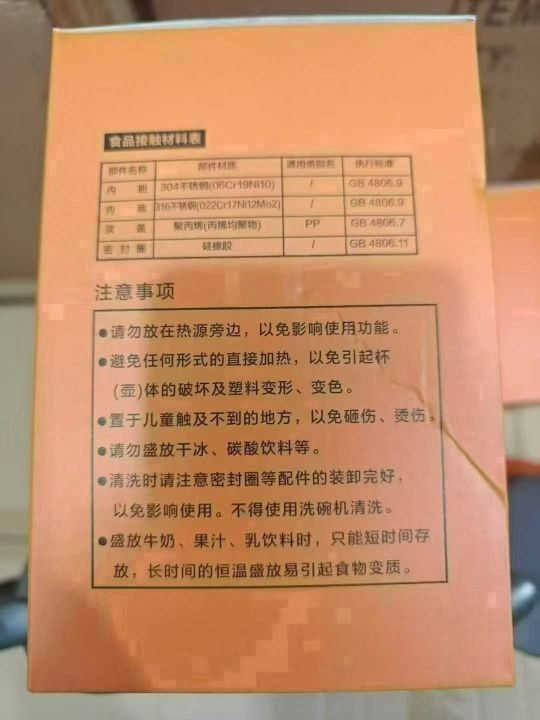 ITEM
食品接触材料表
部件名称 部件材质 通用类别名 执行标准
内 胆 304不锈钢(06Cr19Ni10) / GB 4806.9
内 底 316不锈钢(022Cr17Ni12Mo2) / GB 4806.9
顶 盖 聚丙烯(丙烯均聚物) PP GB 4806.7
密 封 圈 硅橡胶 / GB 4806.11
注意事项
●请勿放在热源旁边，以免影响使用功能。
●避免任何形式的直接加热，以免引起杯
(壶)体的破坏及塑料变形、变色。
●置于儿童触及不到的地方，以免砸伤、烫伤。
●请勿盛放干冰、碳酸饮料等。
●清洗时请注意密封圈等配件的装卸完好，
以免影响使用。不得使用洗碗机清洗。
●盛放牛奶、果汁、乳饮料时，只能短时间存
放，长时间的恒温盛放易引起食物变质。